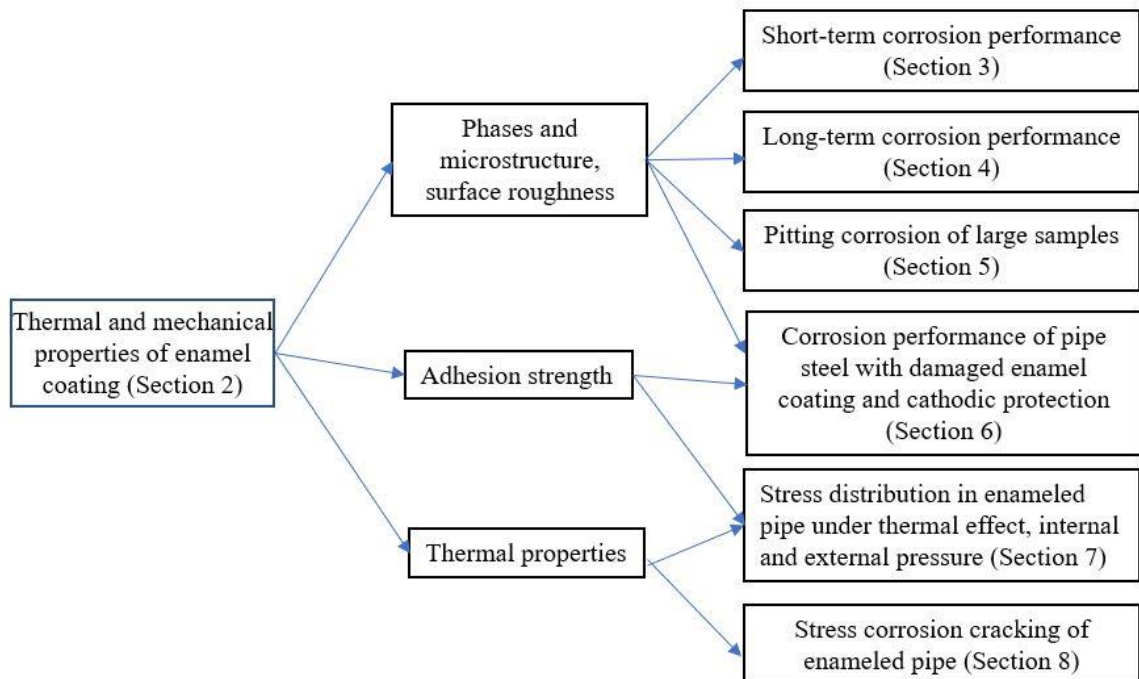 Thermal and mechanical
properties of enamel
coating (Section 2)
Phases and
microstructure,
surface roughness
Adhesion strength
Thermal properties
Short-term corrosion performance
(Section 3)
Long-term corrosion performance
(Section 4)
Pitting corrosion of large samples
(Section 5)
Corrosion performance of pipe
steel with damaged enamel
coating and cathodic protection
(Section 6)
Stress distribution in enameled
pipe under thermal effect, internal
and external pressure (Section 7)
Stress corrosion cracking of
enameled pipe (Section 8)